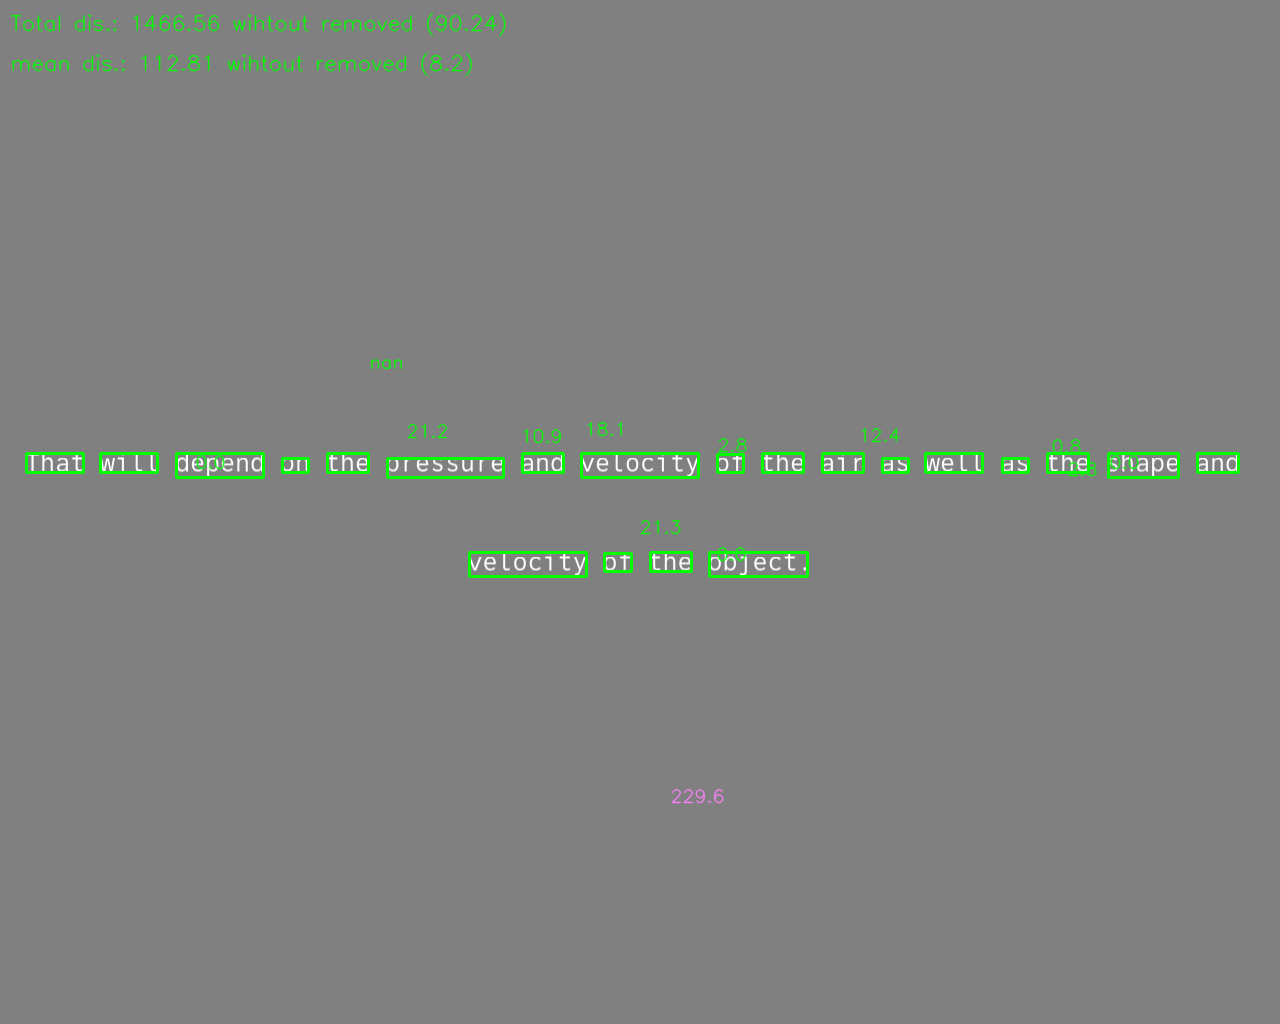 Total dis.: 1466.56 wihtout removed (90.24)
mean dis.: 112.81 wihtout removed (8.2)
nan
21.2 10.9 18.1 2.8 12.4 0.8
That will depend on the pressure and velocity of the air as well as the shape and
21.3
velocity of the object.
229.6